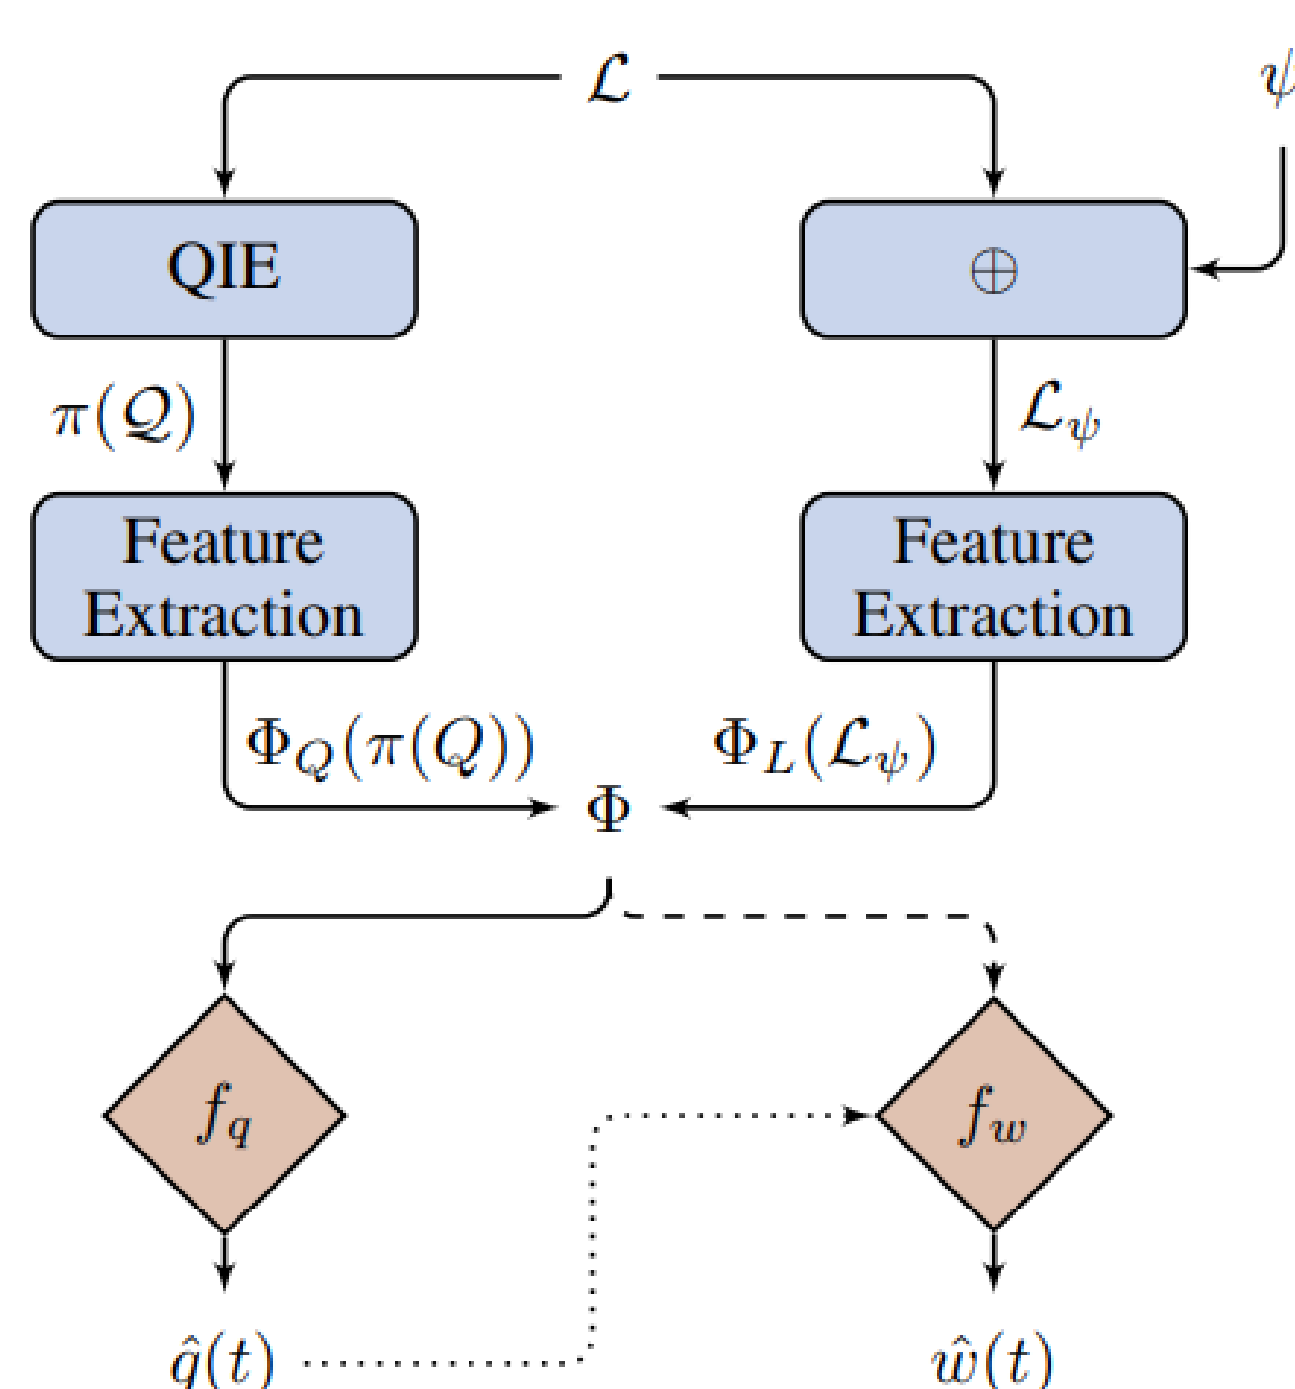 ℒ ψ
QIE ⊕
π(𝒬) ℒ_ψ
Feature
Extraction
Feature
Extraction
Φ_Q(π(Q)) Φ_L(ℒ_ψ)
Φ
f_q f_w
q̂(t) ŵ(t)